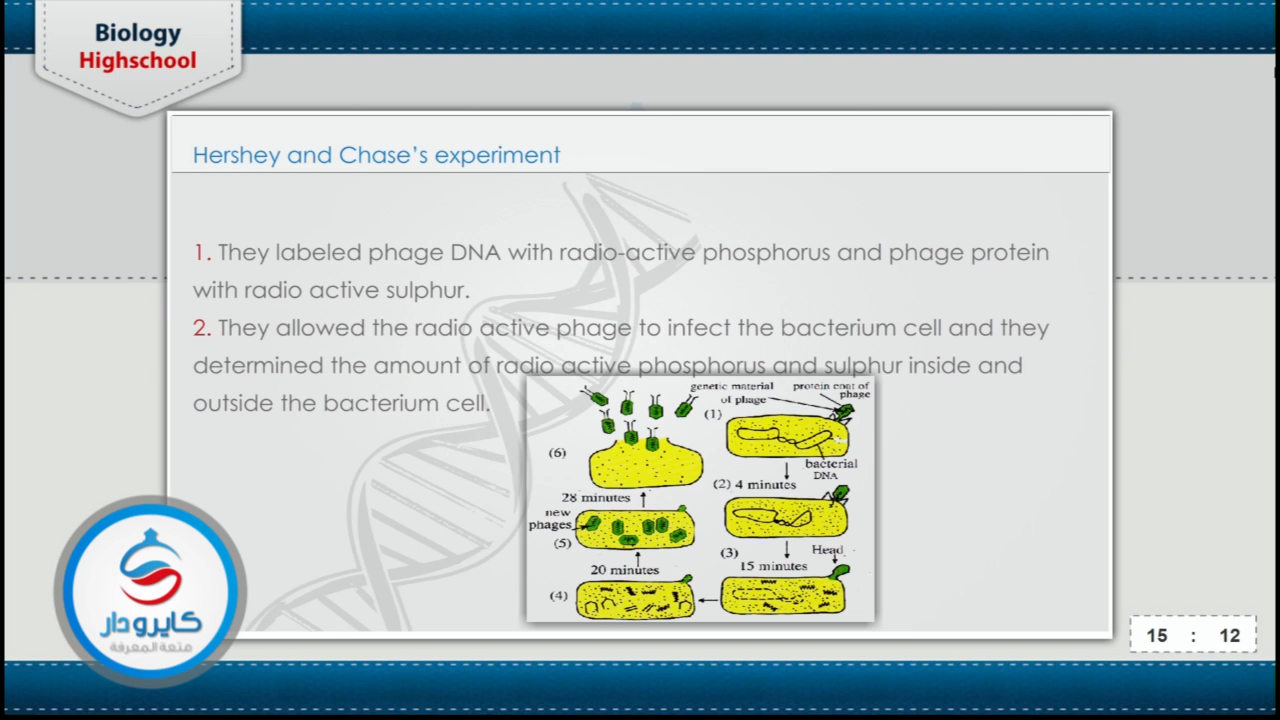 Biology
Highschool
Hershey and Chase's experiment
1. They labeled phage DNA with radio-active phosphorus and phage protein
with radio active sulphur.
2. They allowed the radio active phage to infect the bacterium cell and they
determined the amount of radio active phosphorus and sulphur inside and
outside the bacterium cell.
genetic material
of phage
protein coat of
phage
(1)
bacterial
DNA
(2) 4 minutes
(3)
15 minutes
Head
(4)
20 minutes
new
phages
(5)
28 minutes
(6)
كايرودار
متعة المعرفة
15 : 12